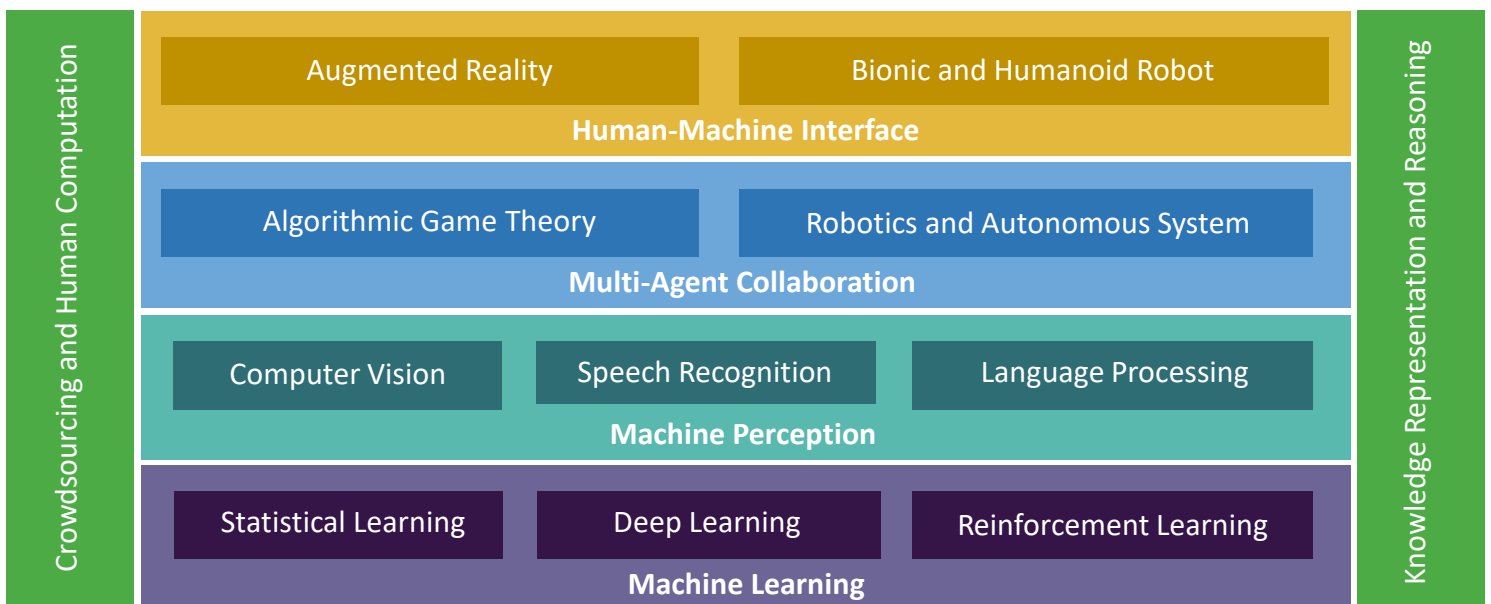 Crowdsourcing and Human Computation
Augmented Reality
Bionic and Humanoid Robot
Human-Machine Interface
Algorithmic Game Theory
Robotics and Autonomous System
Multi-Agent Collaboration
Computer Vision
Speech Recognition
Language Processing
Machine Perception
Statistical Learning
Deep Learning
Reinforcement Learning
Machine Learning
Knowledge Representation and Reasoning